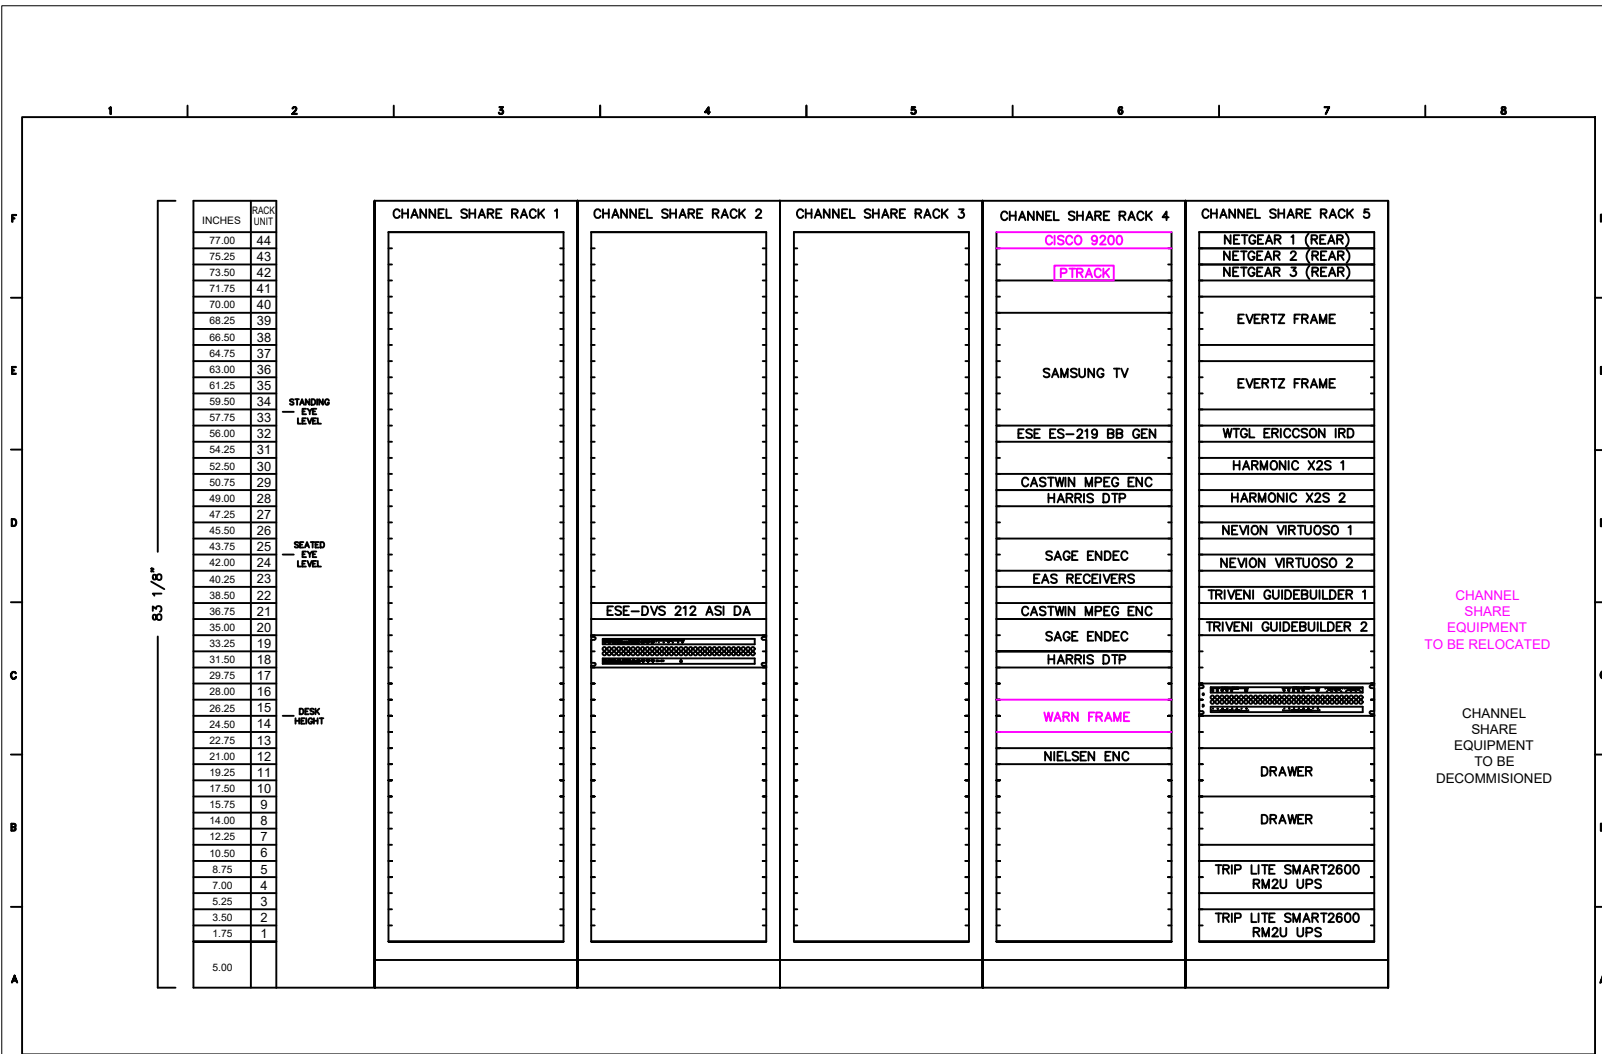 1 2 3 4 5 6 7 8
F
E
D
C
B
A
83 1/8"
INCHES
RACK
UNIT
77.00 44
75.25 43
73.50 42
71.75 41
70.00 40
68.25 39
66.50 38
64.75 37
63.00 36
61.25 35
59.50 34
57.75 33
56.00 32
54.25 31
52.50 30
50.75 29
49.00 28
47.25 27
45.50 26
43.75 25
42.00 24
40.25 23
38.50 22
36.75 21
35.00 20
33.25 19
31.50 18
29.75 17
28.00 16
26.25 15
24.50 14
22.75 13
21.00 12
19.25 11
17.50 10
15.75 9
14.00 8
12.25 7
10.50 6
8.75 5
7.00 4
5.25 3
3.50 2
1.75 1
5.00
STANDING
EYE
LEVEL
SEATED
EYE
LEVEL
DESK
HEIGHT
CHANNEL SHARE RACK 1
CHANNEL SHARE RACK 2
ESE-DVS 212 ASI DA
CHANNEL SHARE RACK 3
CHANNEL SHARE RACK 4
CISCO 9200
PTRACK
SAMSUNG TV
ESE ES-219 BB GEN
CASTWIN MPEG ENC
HARRIS DTP
SAGE ENDEC
EAS RECEIVERS
CASTWIN MPEG ENC
SAGE ENDEC
HARRIS DTP
WARN FRAME
NIELSEN ENC
CHANNEL SHARE RACK 5
NETGEAR 1 (REAR)
NETGEAR 2 (REAR)
NETGEAR 3 (REAR)
EVERTZ FRAME
EVERTZ FRAME
WTGL ERICCSON IRD
HARMONIC X2S 1
HARMONIC X2S 2
NEVION VIRTUOSO 1
NEVION VIRTUOSO 2
TRIVENI GUIDEBUILDER 1
TRIVENI GUIDEBUILDER 2
DRAWER
DRAWER
TRIP LITE SMART2600
RM2U UPS
TRIP LITE SMART2600
RM2U UPS
CHANNEL
SHARE
EQUIPMENT
TO BE RELOCATED
CHANNEL
SHARE
EQUIPMENT
TO BE
DECOMMISIONED